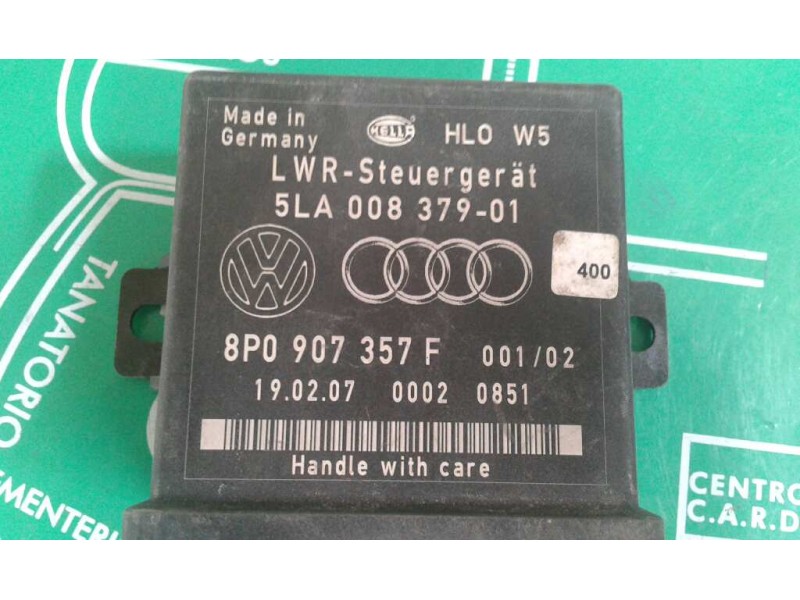 Made in
Germany
HELLA
HLO W5
LWR-Steuergerät
5LA 008 379-01
VW
400
8P0 907 357 F 001/02
19.02.07 0002 0851
Handle with care
TANATORIO
CENTRO
C.A.R.D